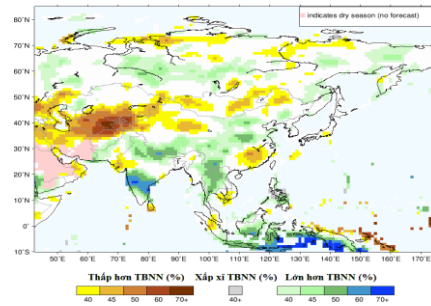 indicates dry season (no forecast)
80°N
70°N
60°N
50°N
40°N
30°N
20°N
10°N
0°
10°S
50°E 60°E 70°E 80°E 90°E 100°E 110°E 120°E 130°E 140°E 150°E 160°E 170°E
Thấp hơn TBNN (%) Xấp xỉ TBNN (%) Lớn hơn TBNN (%)
40 45 50 60 70+ 40+ 40 45 50 60 70+